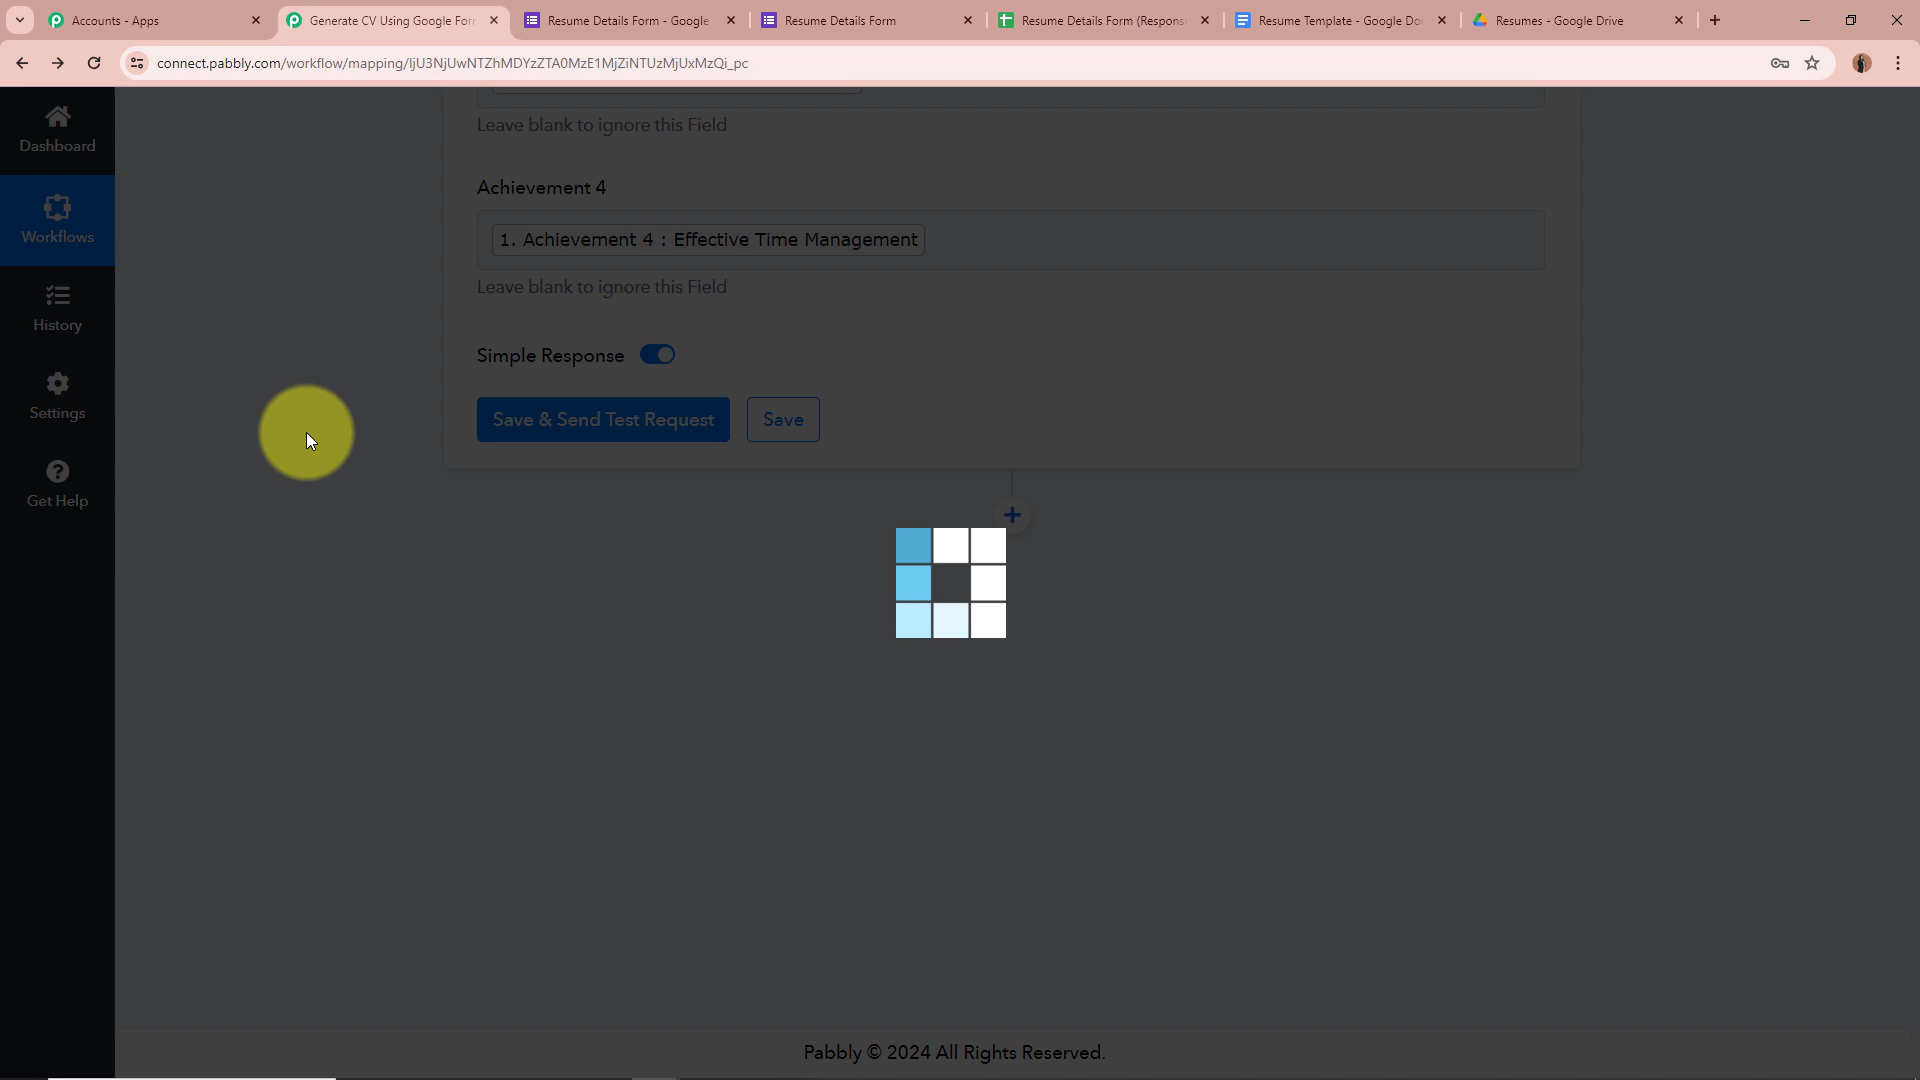 Accounts - Apps
Generate CV Using Google For
Resume Details Form - Google
Resume Details Form
Resume Details Form (Respons
Resume Template - Google Do
Resumes - Google Drive
connect.pabbly.com/workflow/mapping/IjU3NjUwNTZhMDYzZTA0MzE1MjZiNTUzMjUxMzQi_pc
Dashboard
Workflows
History
Settings
Get Help
Leave blank to ignore this Field
Achievement 4
1. Achievement 4 : Effective Time Management
Leave blank to ignore this Field
Simple Response
Save & Send Test Request
Save
Pabbly © 2024 All Rights Reserved.